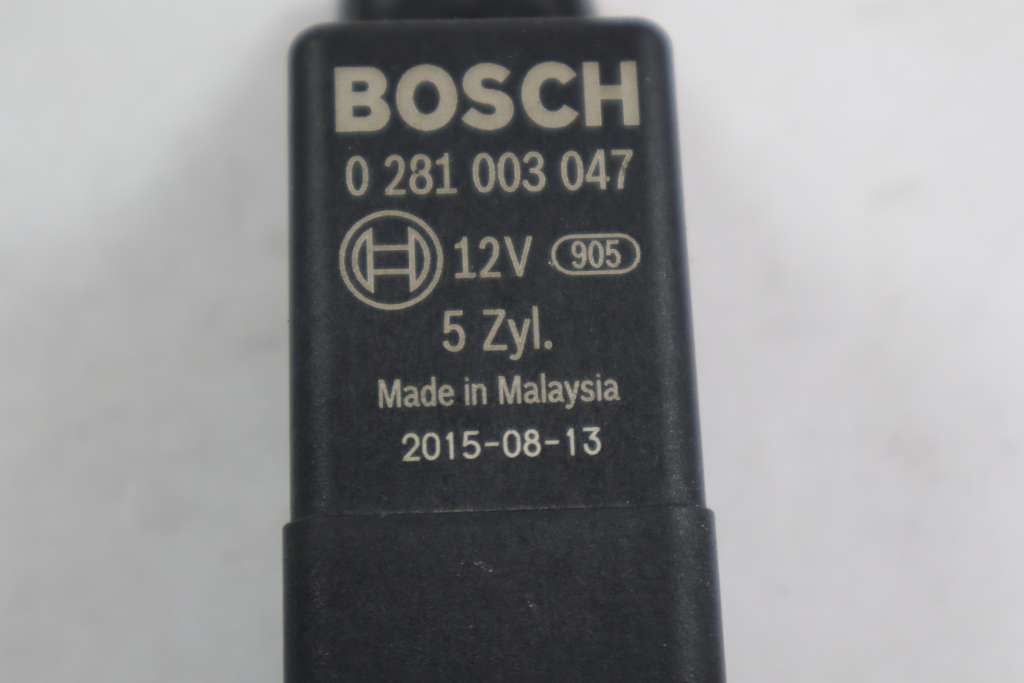 BOSCH
0 281 003 047
12V 905
5 Zyl.
Made in Malaysia
2015-08-13